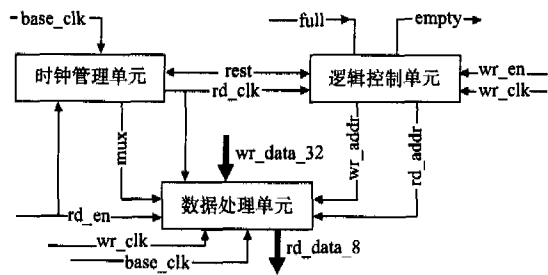 base_clk
full
empty
时钟管理单元
rest
rd_clk
逻辑控制单元
wr_en
wr_clk
mux
wr_data_32
wr_addr
rd_addr
数据处理单元
rd_en
wr_clk
base_clk
rd_data_8